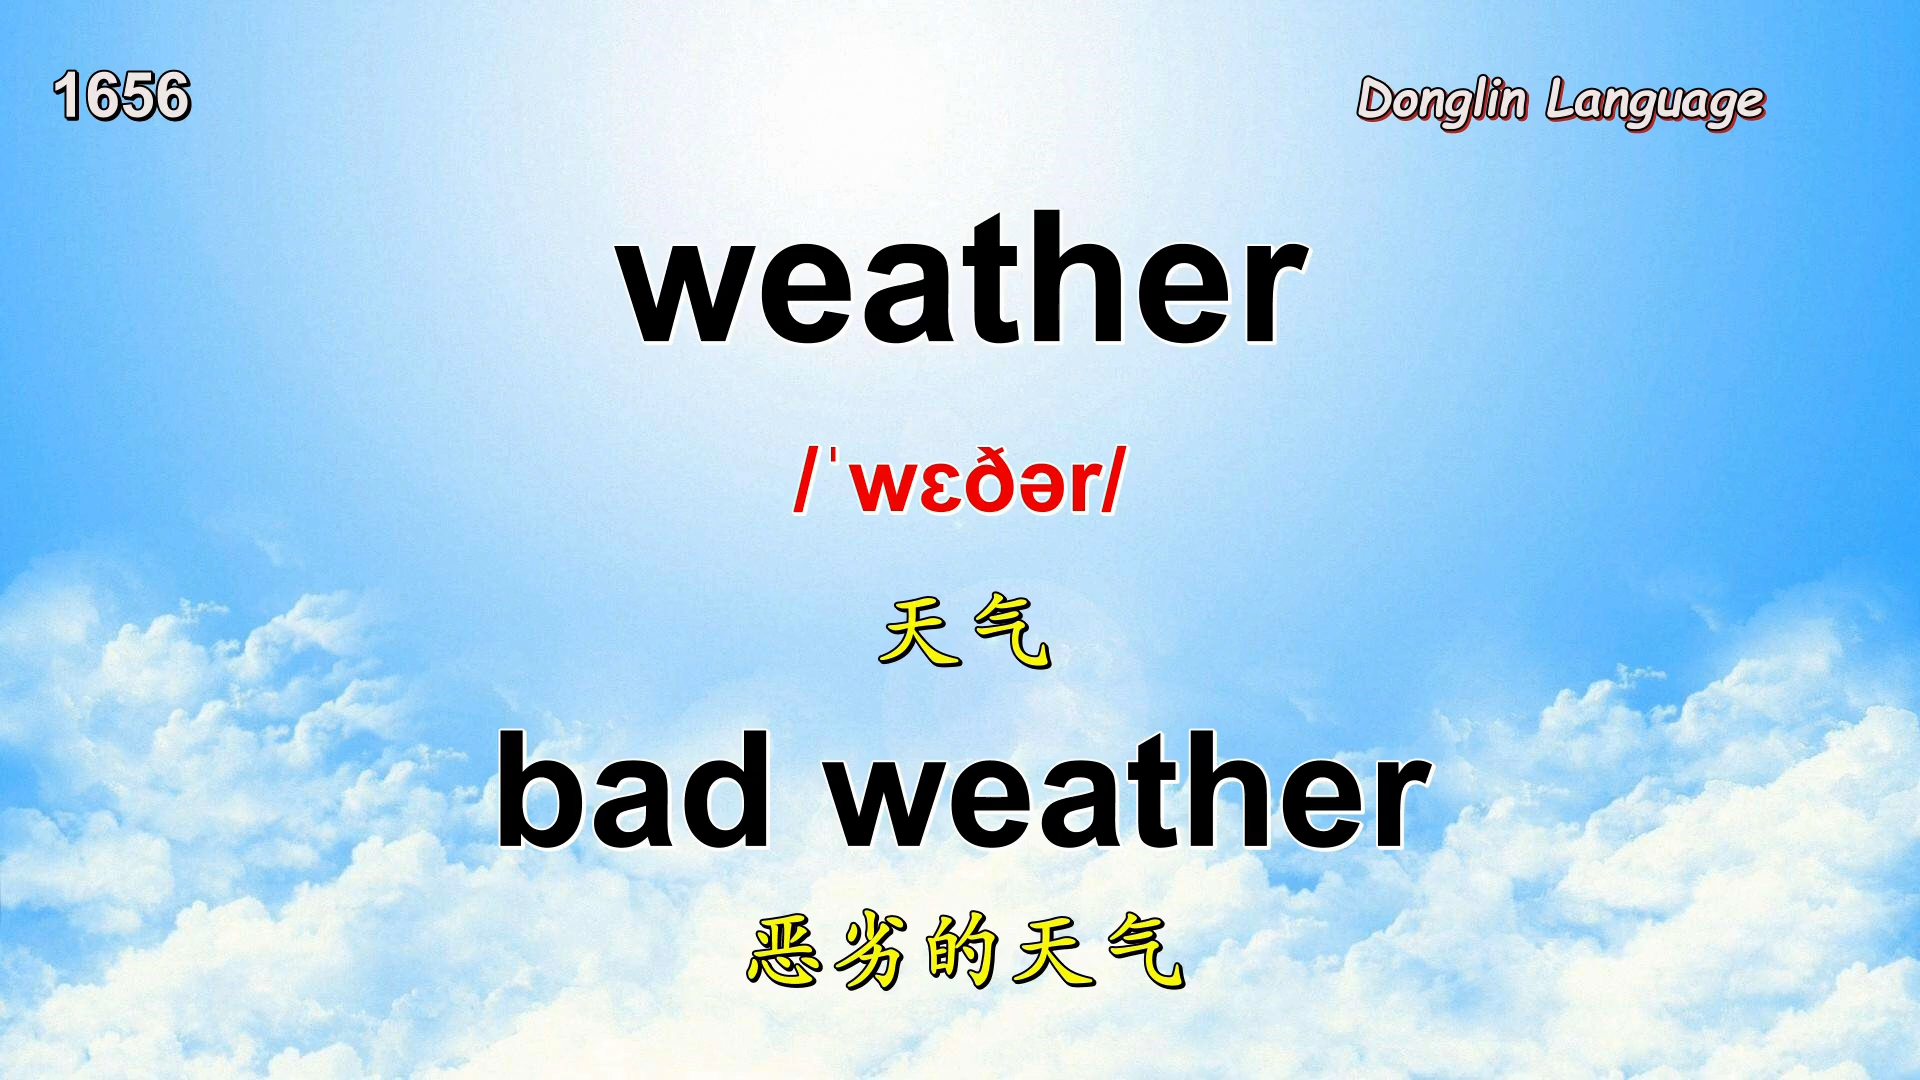 1656
Donglin Language
weather
/ˈwɛðər/
天气
bad weather
恶劣的天气